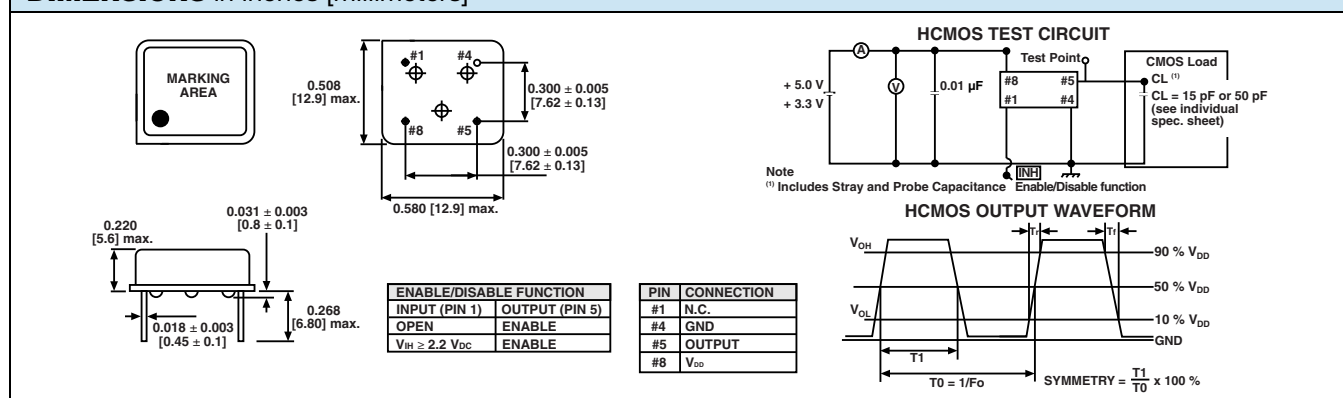 DIMENSIONS in inches [millimeters]
MARKING
AREA
0.508
[12.9] max.
#1
#4
#8
#5
0.300 ± 0.005
[7.62 ± 0.13]
0.300 ± 0.005
[7.62 ± 0.13]
0.580 [12.9] max.
0.220
[5.6] max.
0.031 ± 0.003
[0.8 ± 0.1]
0.018 ± 0.003
[0.45 ± 0.1]
0.268
[6.80] max.
ENABLE/DISABLE FUNCTION
INPUT (PIN 1) OUTPUT (PIN 5)
OPEN ENABLE
VIH ≥ 2.2 VDC ENABLE
PIN CONNECTION
#1 N.C.
#4 GND
#5 OUTPUT
#8 VDD
HCMOS TEST CIRCUIT
A
Test Point
+ 5.0 V
+ 3.3 V
V
0.01 µF
#8 #5
#1 #4
CMOS Load
CL (1)
CL = 15 pF or 50 pF
(see individual
spec. sheet)
Note
(1) Includes Stray and Probe Capacitance
INH
Enable/Disable function
HCMOS OUTPUT WAVEFORM
Tr
Tf
VOH
90 % VDD
50 % VDD
VOL
10 % VDD
GND
T1
T0 = 1/Fo
SYMMETRY = T1/T0 x 100 %